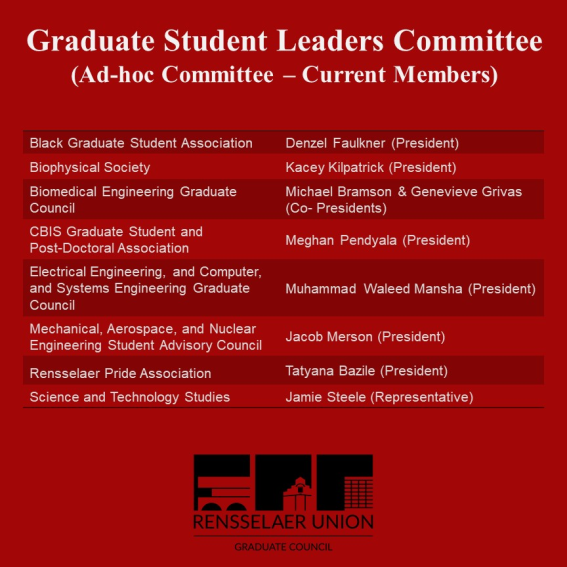 Graduate Student Leaders Committee
(Ad-hoc Committee – Current Members)
Black Graduate Student Association
Denzel Faulkner (President)
Biophysical Society
Kacey Kilpatrick (President)
Biomedical Engineering Graduate
Council
Michael Bramson & Genevieve Grivas
(Co- Presidents)
CBIS Graduate Student and
Post-Doctoral Association
Meghan Pendyala (President)
Electrical Engineering, and Computer,
and Systems Engineering Graduate
Council
Muhammad Waleed Mansha (President)
Mechanical, Aerospace, and Nuclear
Engineering Student Advisory Council
Jacob Merson (President)
Rensselaer Pride Association
Tatyana Bazile (President)
Science and Technology Studies
Jamie Steele (Representative)
RENSSELAER UNION
GRADUATE COUNCIL